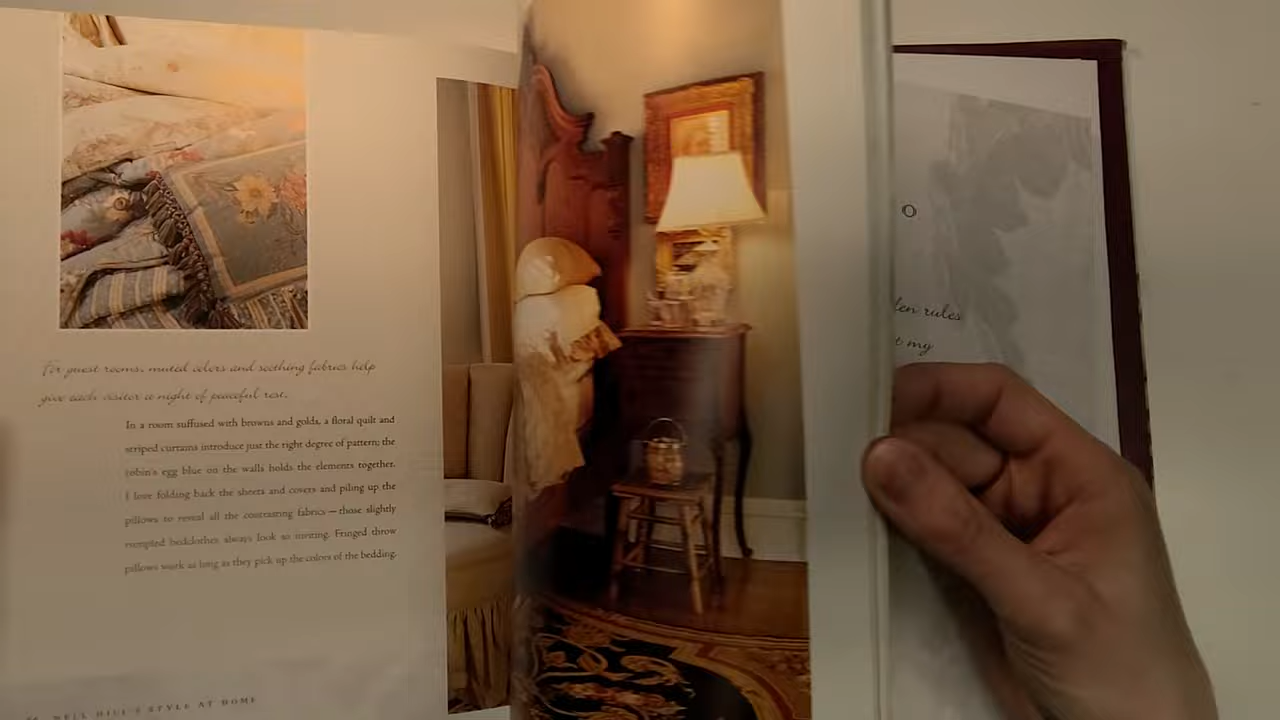 For guest rooms, muted colors and soothing fabrics help
give each visitor a night of peaceful rest.
In a room suffused with browns and golds, a floral quilt and
striped curtains introduce just the right degree of pattern; the
robin's egg blue on the walls holds the elements together.
I love folding back the sheets and covers and piling up the
pillows to reveal all the contrasting fabrics — those slightly
rumpled bedclothes always look so inviting. Fringed throw
pillows work as long as they pick up the colors of the bedding.
NELL HILL'S STYLE AT HOME
O
ten rules
t my